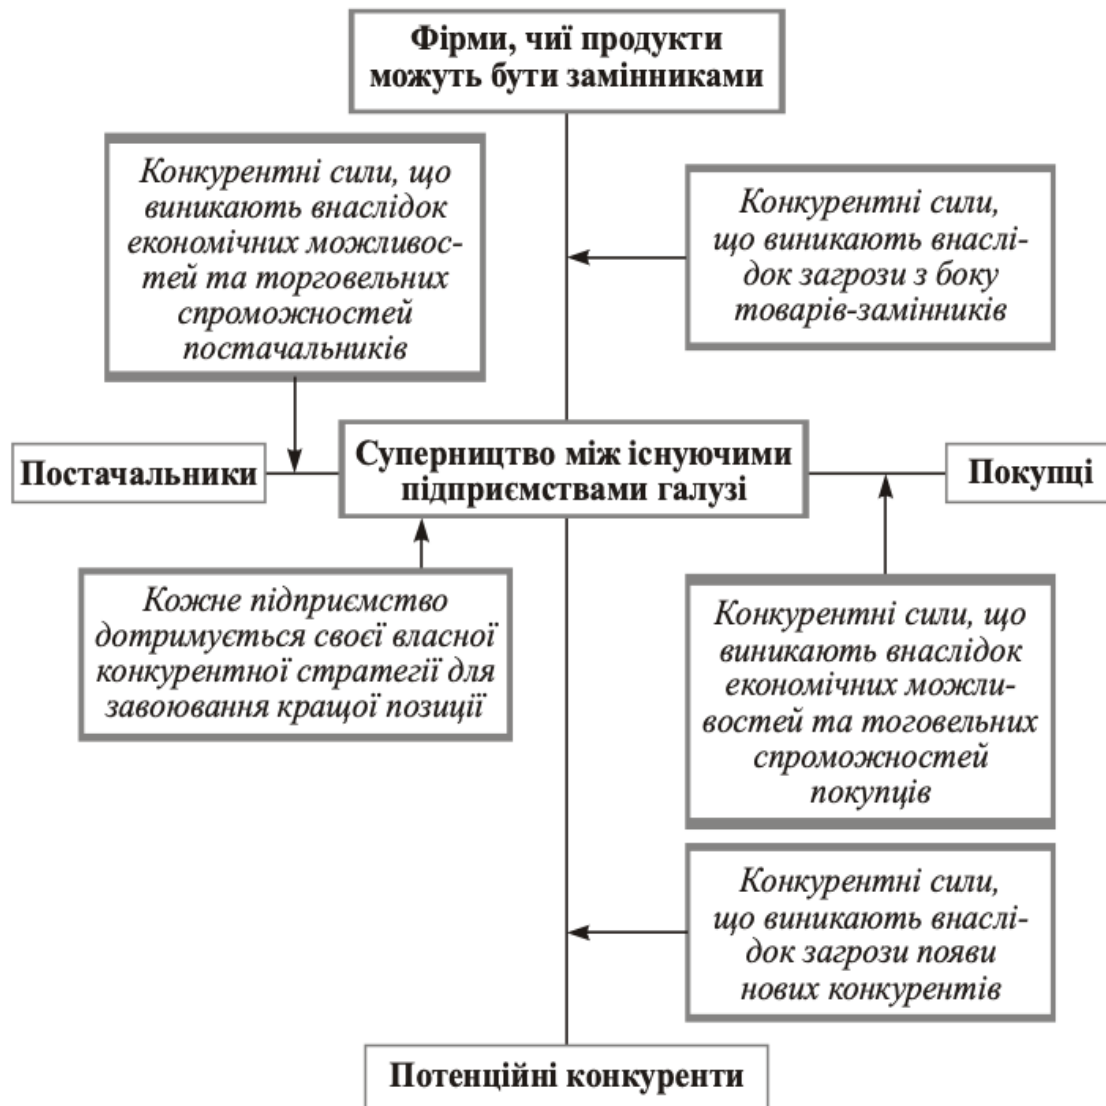 Фірми, чиї продукти
можуть бути замінниками
Конкурентні сили, що
виникають внаслідок
економічних можливос-
тей та торговельних
спроможностей
постачальників
Конкурентні сили,
що виникають внаслі-
док загрози з боку
товарів-замінників
Постачальники
Суперництво між існуючими
підприємствами галузі
Покупці
Кожне підприємство
дотримується своєї власної
конкурентної стратегії для
завоювання кращої позиції
Конкурентні сили, що
виникають внаслідок
економічних можли-
востей та тоговельних
спроможностей
покупців
Конкурентні сили,
що виникають внаслі-
док загрози появи
нових конкурентів
Потенційні конкуренти